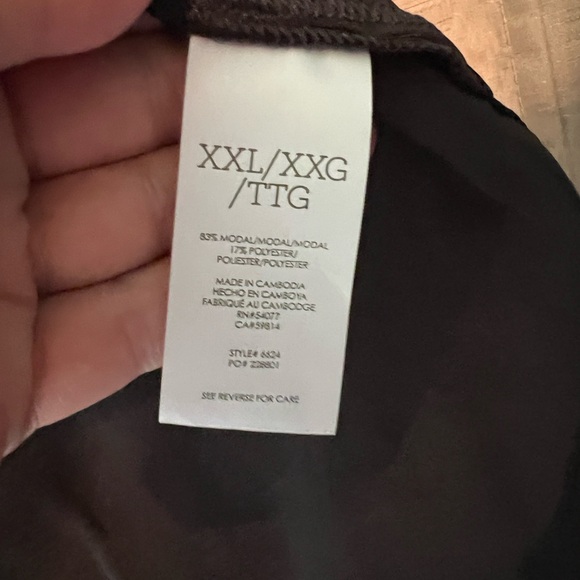 XXL/XXG
/TTG
83% MODAL/MODAL/MODAL
17% POLYESTER/
POLIESTER/POLYESTER
MADE IN CAMBODIA
HECHO EN CAMBOYA
FABRIQUÉ AU CAMBODGE
RN#54077
CA#59814
STYLE# 6624
PO# 228801
SEE REVERSE FOR CARE